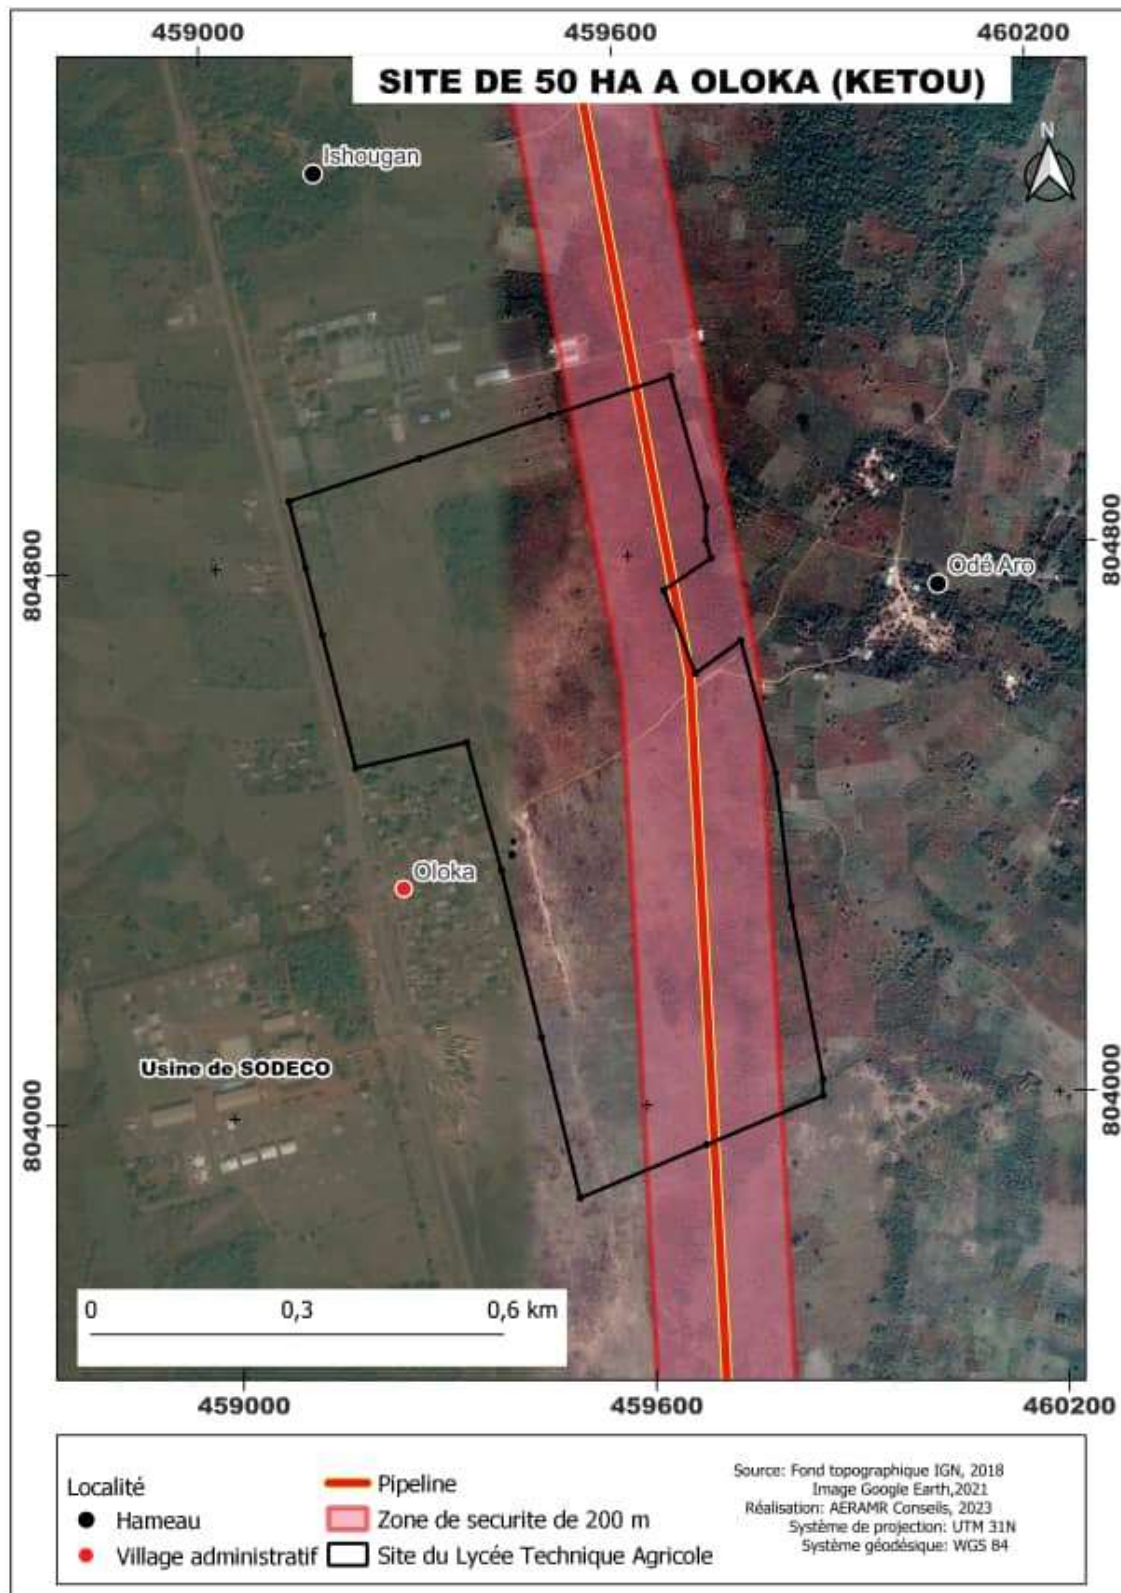 459000 459600 460200
SITE DE 50 HA A OLOKA (KETOU)
N
Ishougan
804800 804800
Odé Aro
Oloka
Usine de SODECO
804000 804000
0 0,3 0,6 km
459000 459600 460200
Localité
Hameau
Village administratif
Pipeline
Zone de securite de 200 m
Site du Lycée Technique Agricole
Source: Fond topographique IGN, 2018
Image Google Earth,2021
Réalisation: AERAMR Conseils, 2023
Système de projection: UTM 31N
Système géodésique: WGS 84